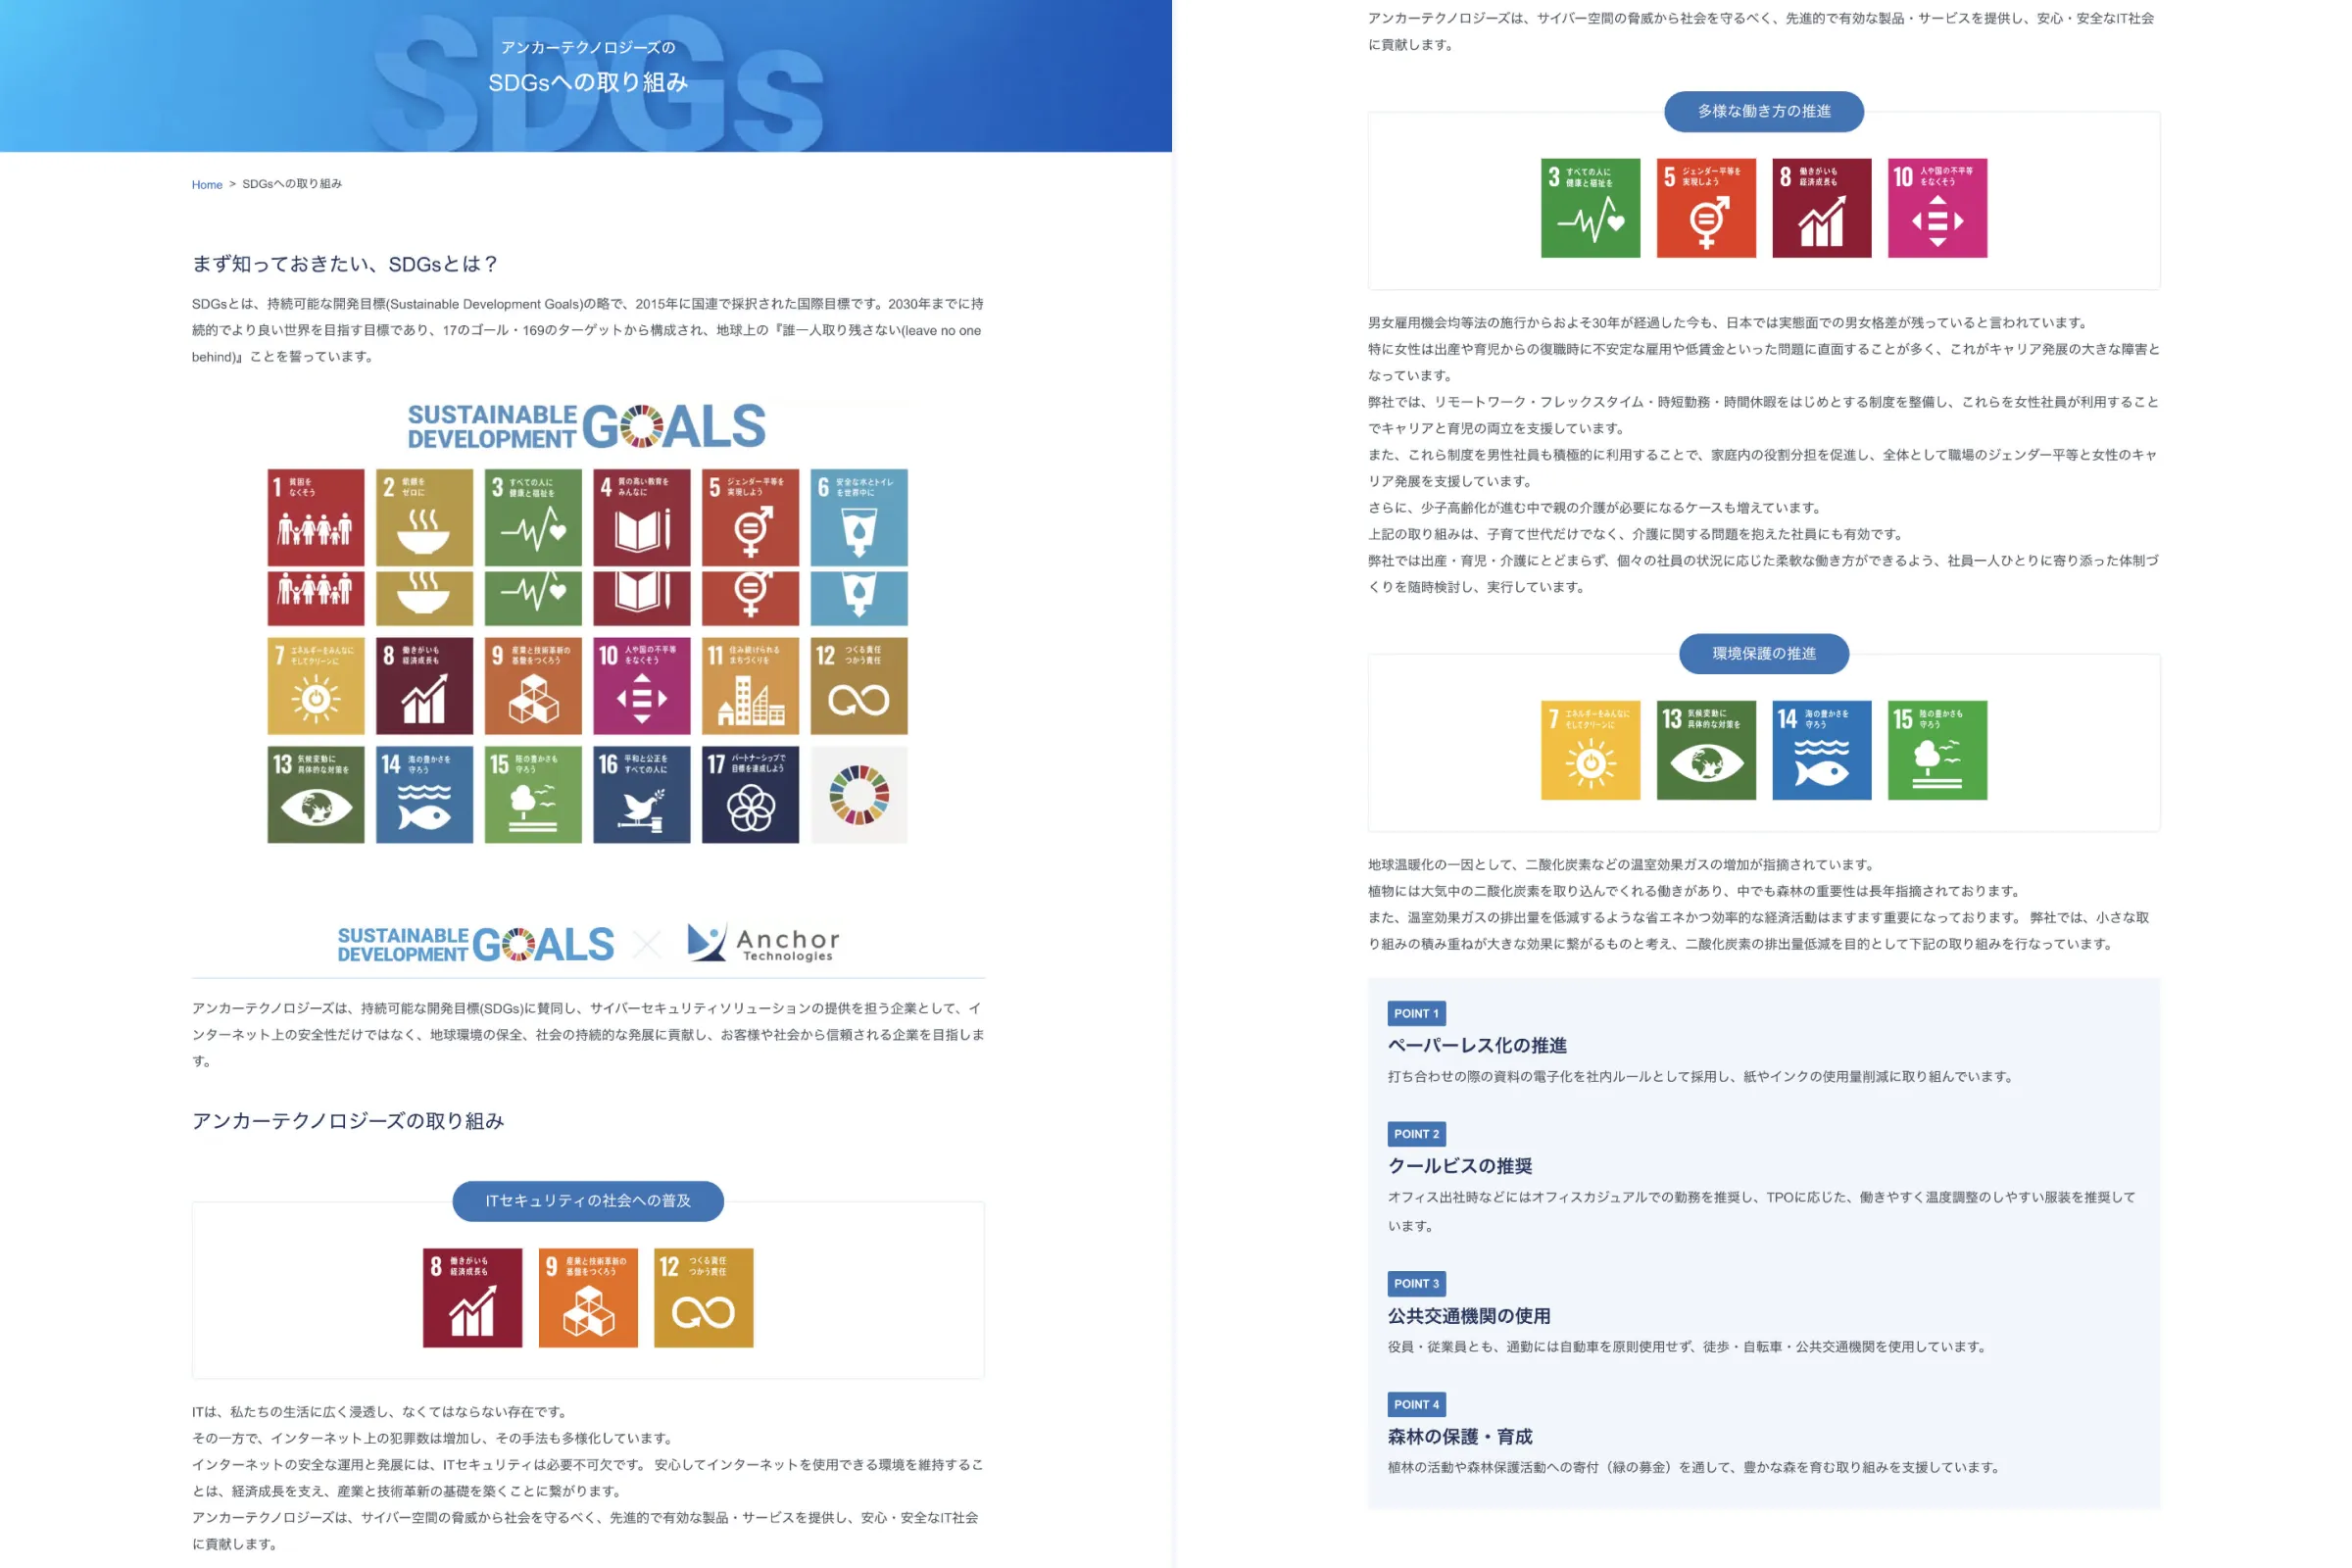 SDGs
アンカーテクノロジーズの
SDGsへの取り組み
Home > SDGsへの取り組み
まず知っておきたい、SDGsとは？
SDGsとは、持続可能な開発目標(Sustainable Development Goals)の略で、2015年に国連で採択された国際目標です。2030年までに持
続的でより良い世界を目指す目標であり、17のゴール・169のターゲットから構成され、地球上の『誰一人取り残さない(leave no one
behind)』ことを誓っています。
SUSTAINABLE
DEVELOPMENT GOALS
1 貧困を
なくそう
2 飢餓を
ゼロに
3 すべての人に
健康と福祉を
4 質の高い教育を
みんなに
5 ジェンダー平等を
実現しよう
6 安全な水とトイレ
を世界中に
7 エネルギーをみんなに
そしてクリーンに
8 働きがいも
経済成長も
9 産業と技術革新の
基盤をつくろう
10 人や国の不平等
をなくそう
11 住み続けられる
まちづくりを
12 つくる責任
つかう責任
13 気候変動に
具体的な対策を
14 海の豊かさを
守ろう
15 陸の豊かさも
守ろう
16 平和と公正を
すべての人に
17 パートナーシップで
目標を達成しよう
SUSTAINABLE
DEVELOPMENT GOALS
Anchor
Technologies
アンカーテクノロジーズは、持続可能な開発目標(SDGs)に賛同し、サイバーセキュリティソリューションの提供を担う企業として、イ
ンターネット上の安全性だけではなく、地球環境の保全、社会の持続的な発展に貢献し、お客様や社会から信頼される企業を目指しま
す。
アンカーテクノロジーズの取り組み
ITセキュリティの社会への普及
8 働きがいも
経済成長も
9 産業と技術革新の
基盤をつくろう
12 つくる責任
つかう責任
ITは、私たちの生活に広く浸透し、なくてはならない存在です。
その一方で、インターネット上の犯罪数は増加し、その手法も多様化しています。
インターネットの安全な運用と発展には、ITセキュリティは必要不可欠です。 安心してインターネットを使用できる環境を維持するこ
とは、経済成長を支え、産業と技術革新の基礎を築くことに繋がります。
アンカーテクノロジーズは、サイバー空間の脅威から社会を守るべく、先進的で有効な製品・サービスを提供し、安心・安全なIT社会
に貢献します。
アンカーテクノロジーズは、サイバー空間の脅威から社会を守るべく、先進的で有効な製品・サービスを提供し、安心・安全なIT社会
に貢献します。
多様な働き方の推進
3 すべての人に
健康と福祉を
5 ジェンダー平等を
実現しよう
8 働きがいも
経済成長も
10 人や国の不平等
をなくそう
男女雇用機会均等法の施行からおよそ30年が経過した今も、日本では実態面での男女格差が残っていると言われています。
特に女性は出産や育児からの復職時に不安定な雇用や低賃金といった問題に直面することが多く、これがキャリア発展の大きな障害と
なっています。
弊社では、リモートワーク・フレックスタイム・時短勤務・時間休暇をはじめとする制度を整備し、これらを女性社員が利用すること
でキャリアと育児の両立を支援しています。
また、これら制度を男性社員も積極的に利用することで、家庭内の役割分担を促進し、全体として職場のジェンダー平等と女性のキャ
リア発展を支援しています。
さらに、少子高齢化が進む中で親の介護が必要になるケースも増えています。
上記の取り組みは、子育て世代だけでなく、介護に関する問題を抱えた社員にも有効です。
弊社では出産・育児・介護にとどまらず、個々の社員の状況に応じた柔軟な働き方ができるよう、社員一人ひとりに寄り添った体制づ
くりを随時検討し、実行しています。
環境保護の推進
7 エネルギーをみんなに
そしてクリーンに
13 気候変動に
具体的な対策を
14 海の豊かさを
守ろう
15 陸の豊かさも
守ろう
地球温暖化の一因として、二酸化炭素などの温室効果ガスの増加が指摘されています。
植物には大気中の二酸化炭素を取り込んでくれる働きがあり、中でも森林の重要性は長年指摘されております。
また、温室効果ガスの排出量を低減するような省エネかつ効率的な経済活動はますます重要になっております。 弊社では、小さな取
り組みの積み重ねが大きな効果に繋がるものと考え、二酸化炭素の排出量低減を目的として下記の取り組みを行なっています。
POINT 1
ペーパーレス化の推進
打ち合わせの際の資料の電子化を社内ルールとして採用し、紙やインクの使用量削減に取り組んでいます。
POINT 2
クールビスの推奨
オフィス出社時などにはオフィスカジュアルでの勤務を推奨し、TPOに応じた、働きやすく温度調整のしやすい服装を推奨して
います。
POINT 3
公共交通機関の使用
役員・従業員とも、通勤には自動車を原則使用せず、徒歩・自転車・公共交通機関を使用しています。
POINT 4
森林の保護・育成
植林の活動や森林保護活動への寄付（緑の募金）を通して、豊かな森を育む取り組みを支援しています。